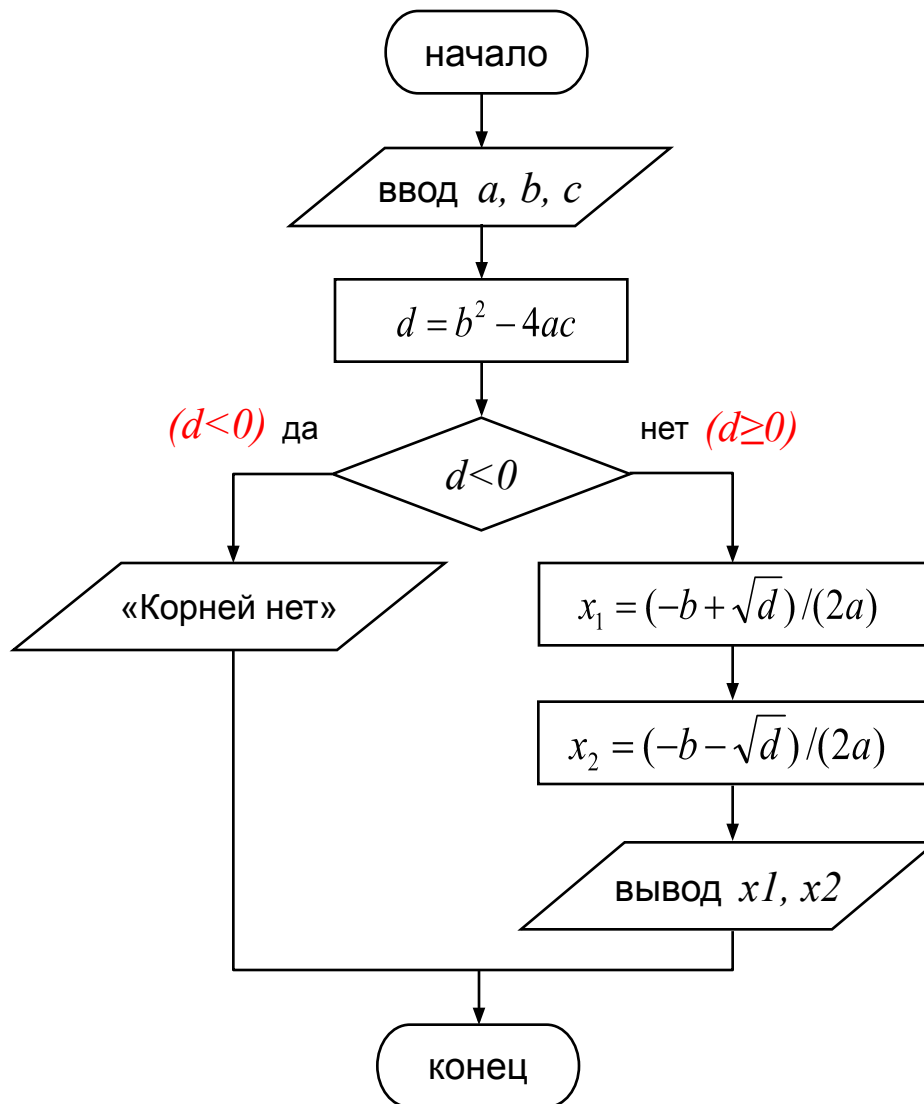 начало
ввод a, b, c
d = b² − 4ac
(d<0) да
нет (d≥0)
d<0
«Корней нет»
x₁ = (−b + √d) / (2a)
x₂ = (−b − √d) / (2a)
вывод x1, x2
конец